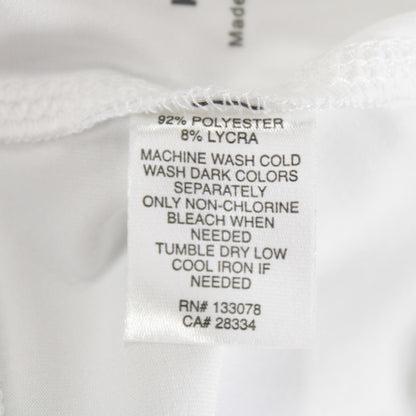 Made
92% POLYESTER
8% LYCRA
MACHINE WASH COLD
WASH DARK COLORS
SEPARATELY
ONLY NON-CHLORINE
BLEACH WHEN
NEEDED
TUMBLE DRY LOW
COOL IRON IF
NEEDED
RN# 133078
CA# 28334